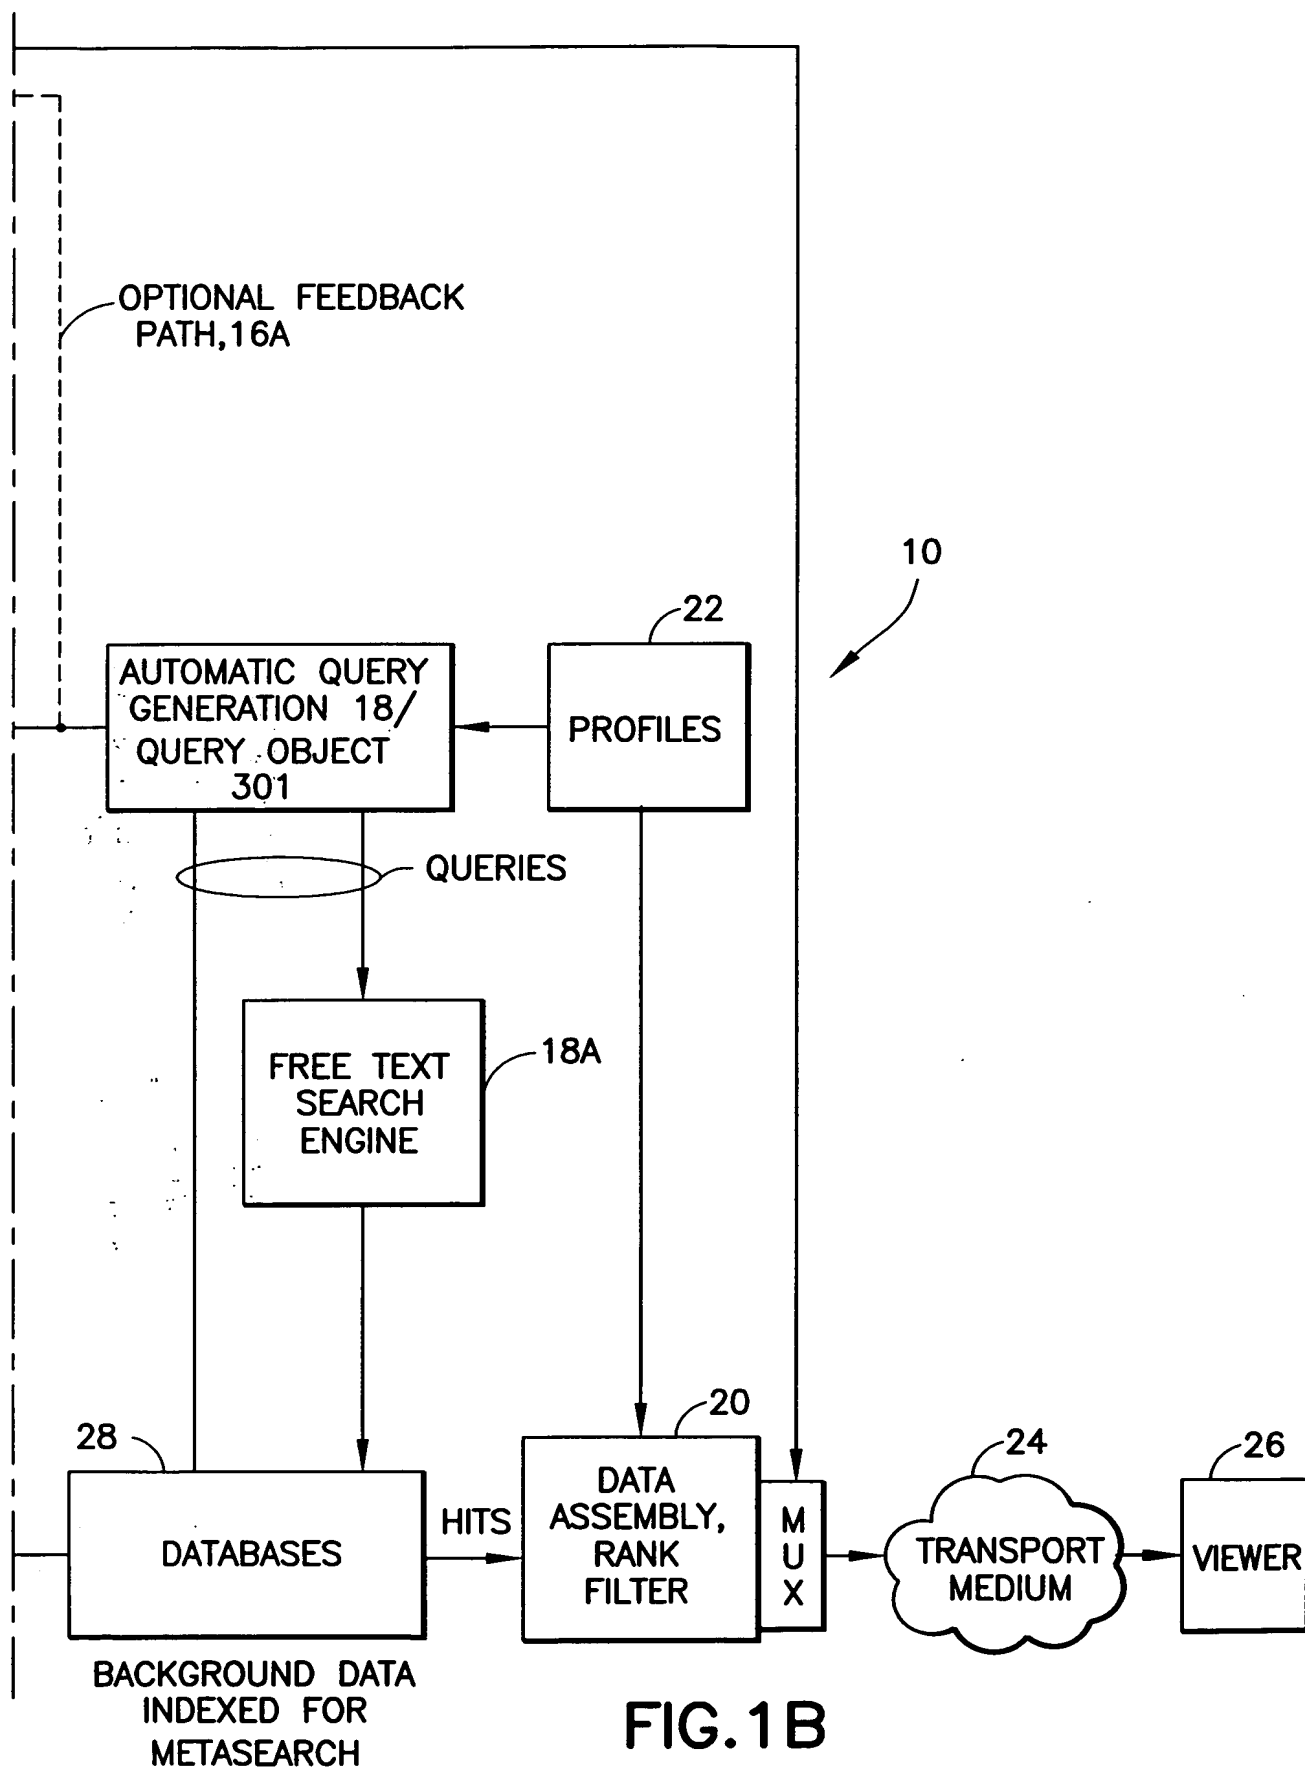 OPTIONAL FEEDBACK
PATH,16A
10
22
AUTOMATIC QUERY
GENERATION 18/
QUERY OBJECT
301
PROFILES
QUERIES
FREE TEXT
SEARCH
ENGINE
18A
28
DATABASES
HITS
20
DATA
ASSEMBLY,
RANK
FILTER
M
U
X
24
TRANSPORT
MEDIUM
26
VIEWER
BACKGROUND DATA
INDEXED FOR
METASEARCH
FIG.1B